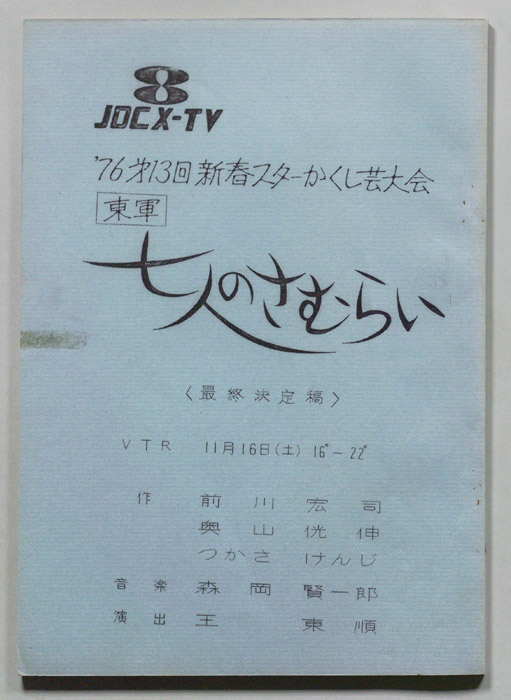 JOCX-TV
'76才13回新春スターかくし芸大会
東軍
七人のさむらい
〈最終決定稿〉
VTR 11月16日(土) 16°-22°
作 前川 宏司
奥山 侊伸
つかさ けんじ
音楽 森岡 賢一郎
演出 王 東順